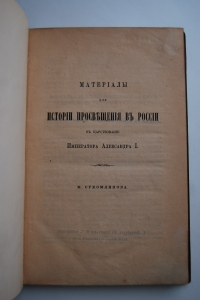 МАТЕРІАЛЫ
ДЛЯ
ИСТОРІИ ПРОСВѢЩЕНІЯ ВЪ РОССІИ
ВЪ ЦАРСТВОВАНІЕ
Императора Александра I.
М. СУХОМЛИНОВА.